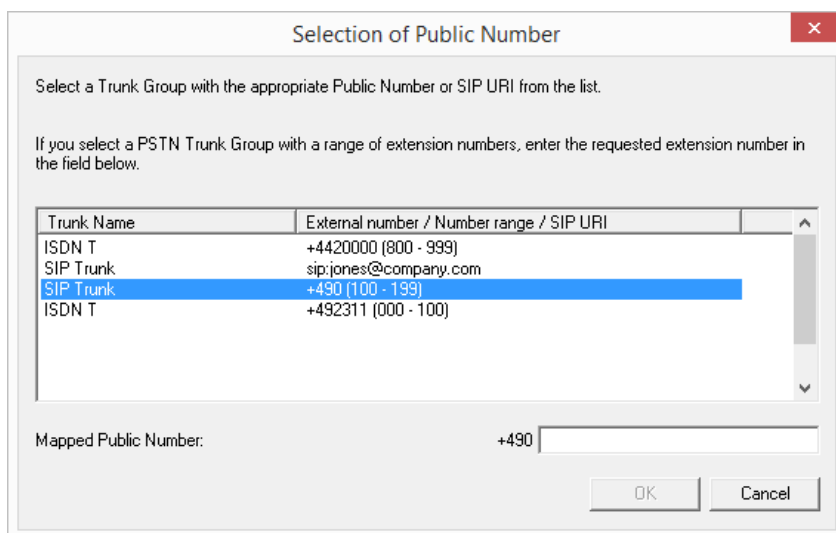 Selection of Public Number
Select a Trunk Group with the appropriate Public Number or SIP URI from the list.
If you select a PSTN Trunk Group with a range of extension numbers, enter the requested extension number in
the field below.
Trunk Name External number / Number range / SIP URI
ISDN T +4420000 (800 - 999)
SIP Trunk sip:jones@company.com
SIP Trunk +490 (100 - 199)
ISDN T +492311 (000 - 100)
Mapped Public Number: +490
OK Cancel